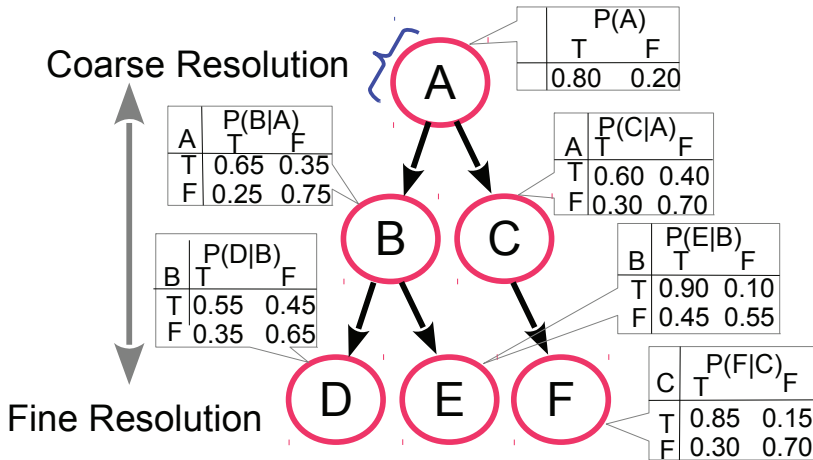 P(A)
T F
0.80 0.20
Coarse Resolution
A
P(B|A)
A T F
T 0.65 0.35
F 0.25 0.75
P(C|A)
A T F
T 0.60 0.40
F 0.30 0.70
B
C
P(E|B)
B T F
T 0.90 0.10
F 0.45 0.55
P(D|B)
B T F
T 0.55 0.45
F 0.35 0.65
D
E
F
P(F|C)
C T F
T 0.85 0.15
F 0.30 0.70
Fine Resolution